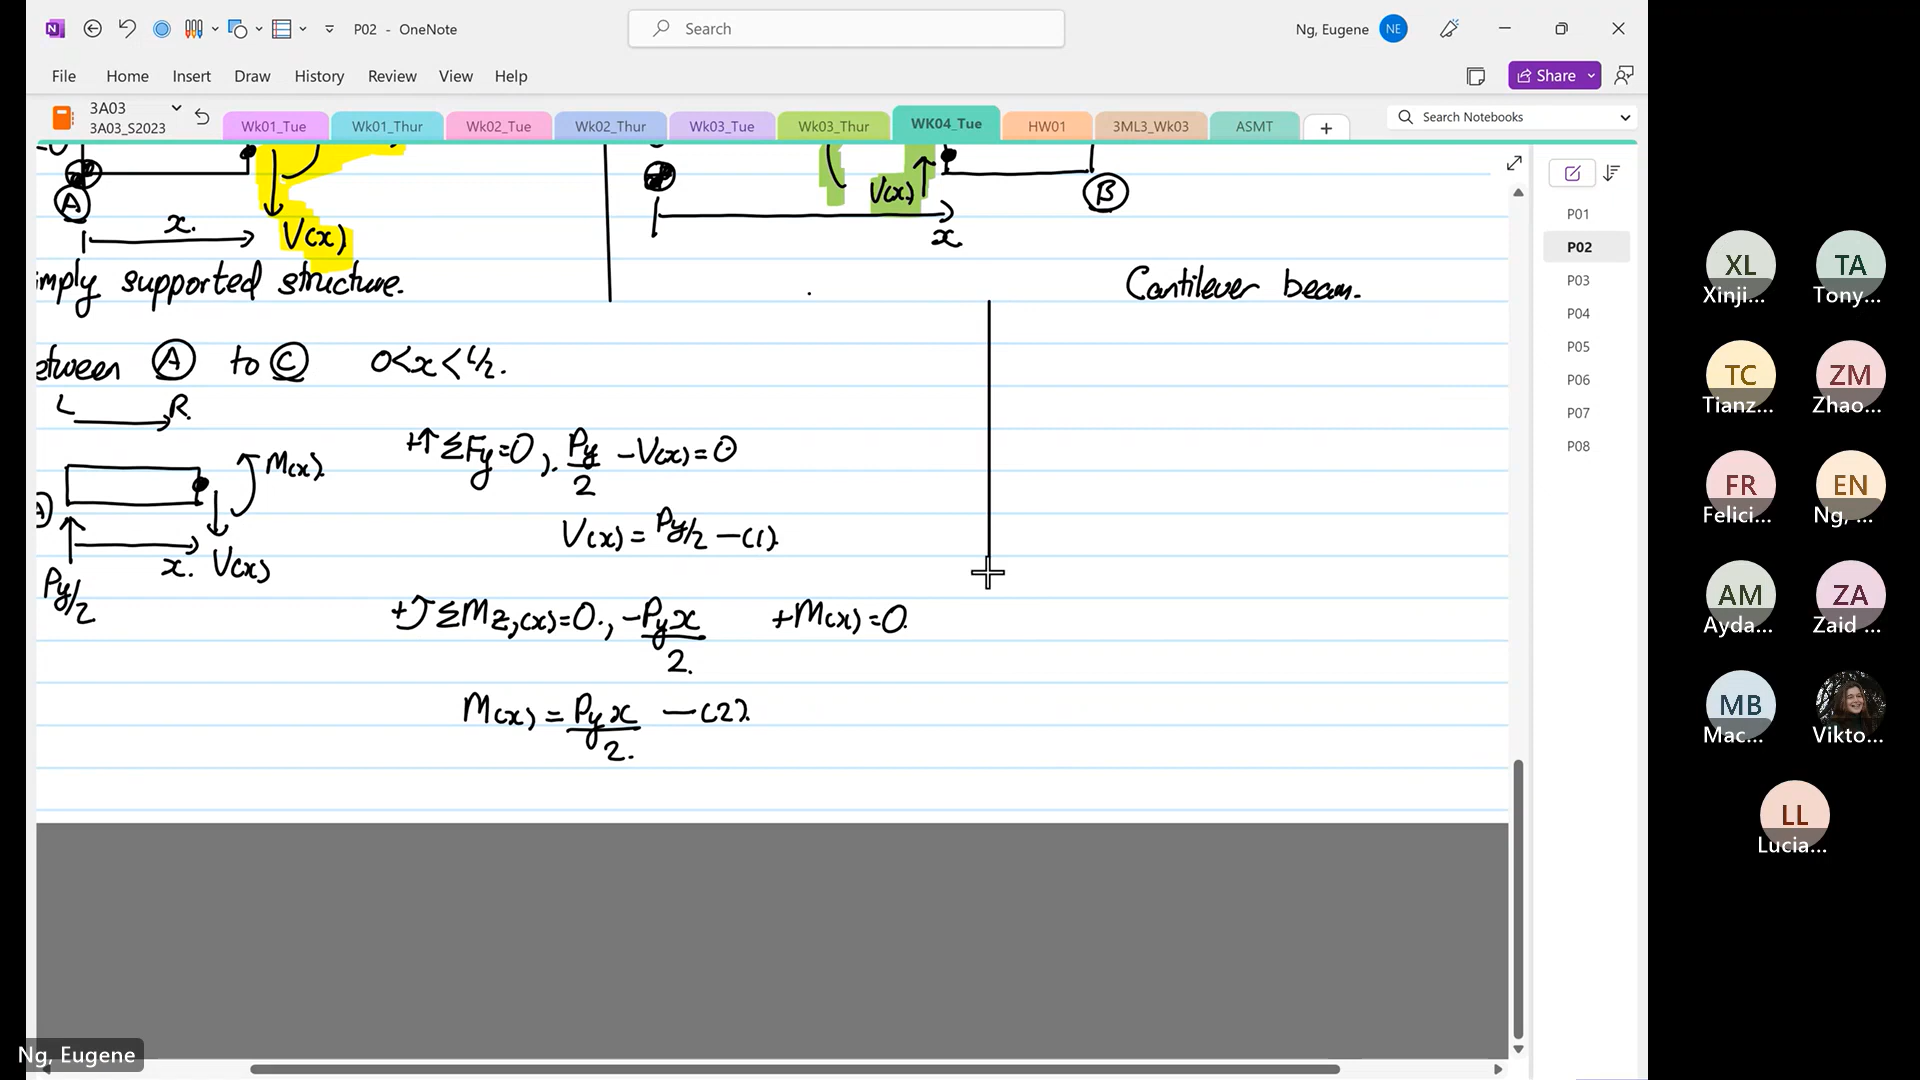 P02 - OneNote
Search
Ng, Eugene
NE
File
Home
Insert
Draw
History
Review
View
Help
Share
3A03
3A03_S2023
Wk01_Tue
Wk01_Thur
Wk02_Tue
Wk02_Thur
Wk03_Tue
Wk03_Thur
WK04_Tue
HW01
3ML3_Wk03
ASMT
+
Search Notebooks
P01
P02
P03
P04
P05
P06
P07
P08
A
x.
V(x)
V(x)
x
B
imply supported structure.
Cantilever beam.
etween A to C 0<x<L/2.
L R.
M(x).
x. V(x)
Py/2
+↑ ΣFy=0, Py/2 -V(x)=0
V(x) = Py/2 —(1).
+ ΣMz,(x)=0., -Py x/2. +M(x)=0.
M(x) = Py x/2. —(2).
XL
Xinji...
TA
Tony...
TC
Tianz...
ZM
Zhao...
FR
Felici...
EN
Ng, ...
AM
Ayda...
ZA
Zaid ...
MB
Mac...
Vikto...
LL
Lucia...
Ng, Eugene